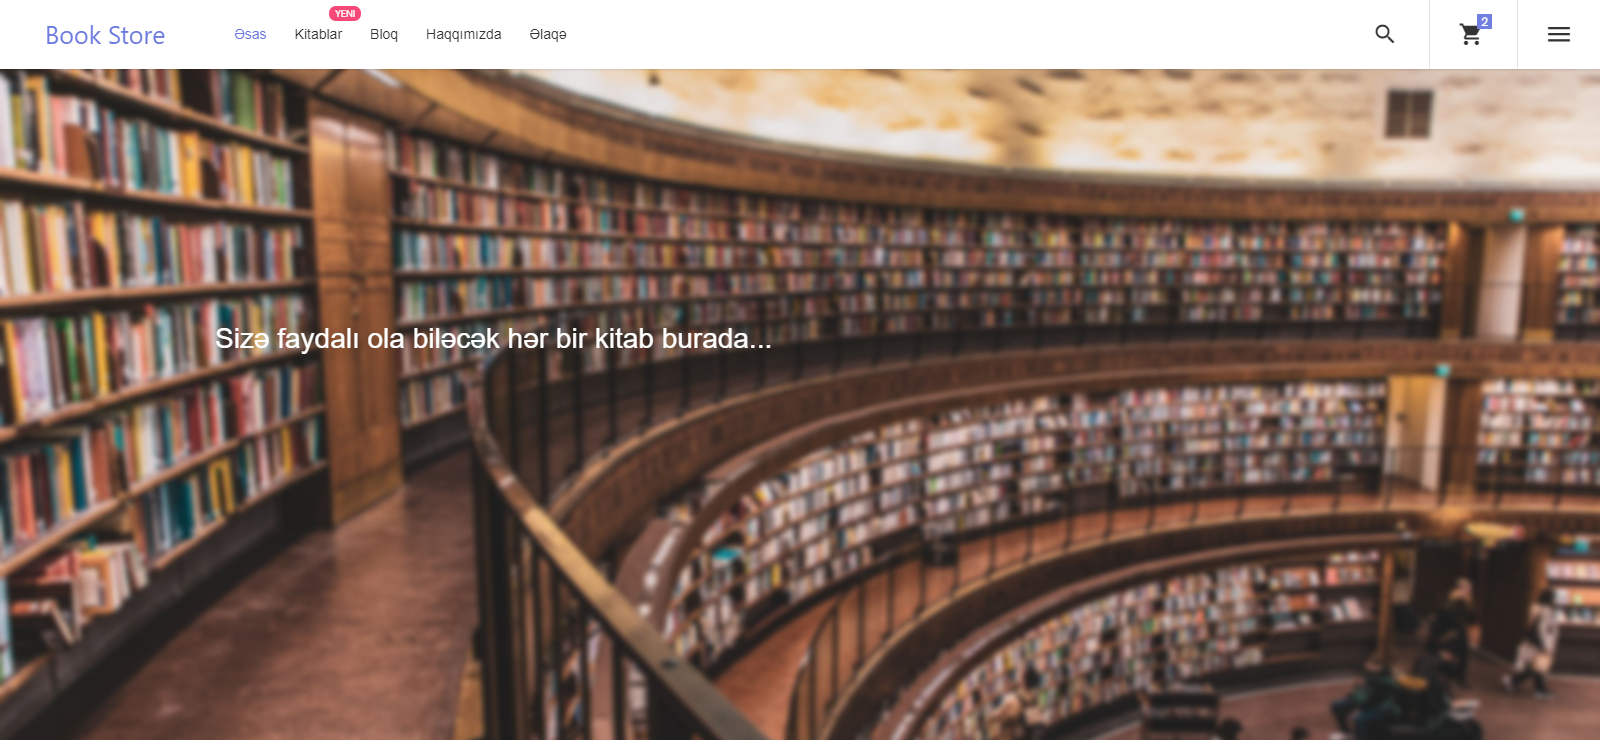 YENİ
Book Store
Əsas
Kitablar
Bloq
Haqqımızda
Əlaqə
2
Sizə faydalı ola biləcək hər bir kitab burada...